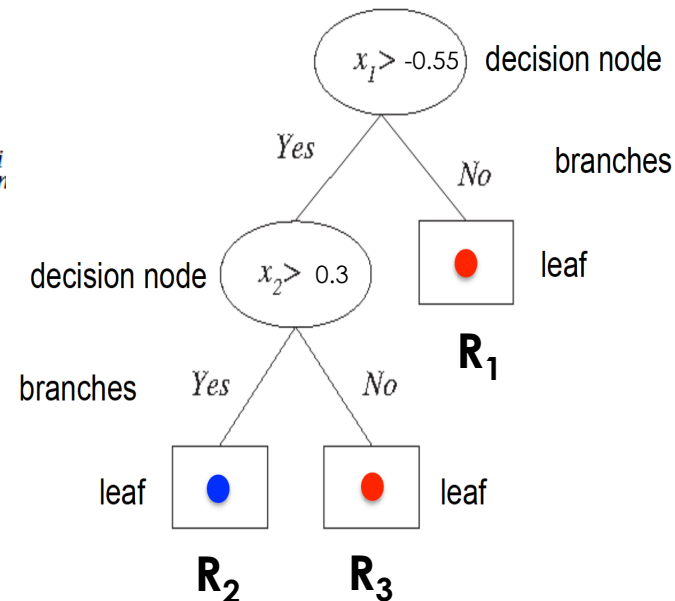 x₁> -0.55 decision node
Yes
No
branches
decision node
x₂> 0.3
leaf
R₁
branches
Yes
No
leaf
leaf
R₂
R₃